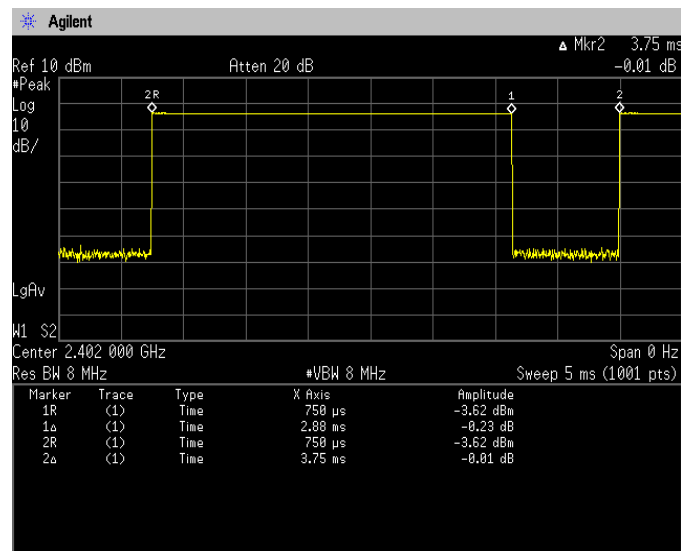 Agilent
▵ Mkr2 3.75 ms
Ref 10 dBm Atten 20 dB -0.01 dB
#Peak
Log
10
dB/
2R 1 2
LgAv
W1 S2
Center 2.402 000 GHz Span 0 Hz
Res BW 8 MHz #VBW 8 MHz Sweep 5 ms (1001 pts)
Marker Trace Type X Axis Amplitude
1R (1) Time 750 µs -3.62 dBm
1▵ (1) Time 2.88 ms -0.23 dB
2R (1) Time 750 µs -3.62 dBm
2▵ (1) Time 3.75 ms -0.01 dB